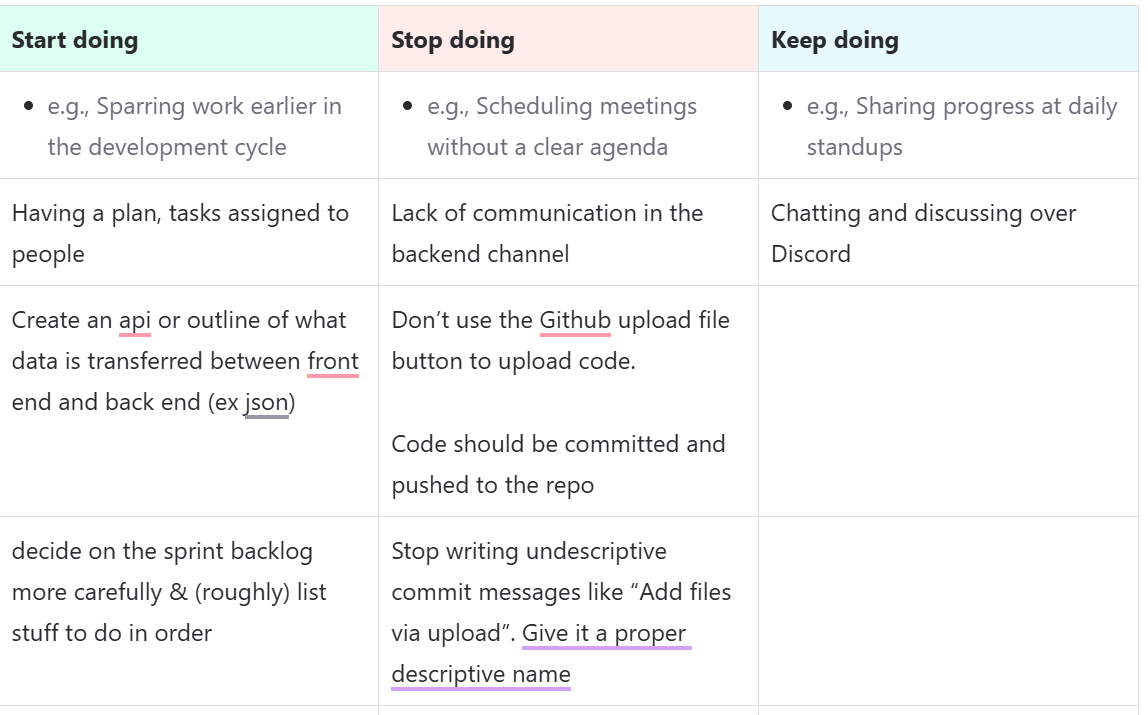 Start doing
Stop doing
Keep doing
• e.g., Sparring work earlier in
the development cycle
• e.g., Scheduling meetings
without a clear agenda
• e.g., Sharing progress at daily
standups
Having a plan, tasks assigned to
people
Lack of communication in the
backend channel
Chatting and discussing over
Discord
Create an api or outline of what
data is transferred between front
end and back end (ex json)
Don’t use the Github upload file
button to upload code.
Code should be committed and
pushed to the repo
decide on the sprint backlog
more carefully & (roughly) list
stuff to do in order
Stop writing undescriptive
commit messages like “Add files
via upload”. Give it a proper
descriptive name